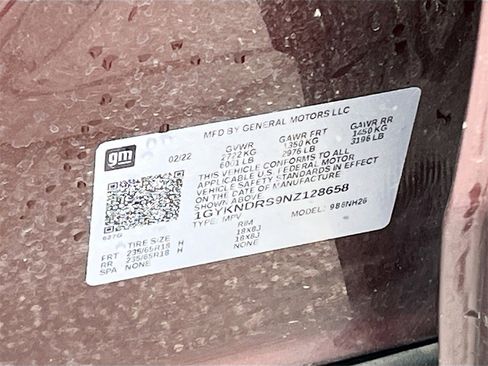 MFD BY GENERAL MOTORS LLC
gm
02/22
GVWR GAWR FRT GAWR RR
2722 KG 1350 KG 1450 KG
6001 LB 2976 LB 3196 LB
THIS VEHICLE CONFORMS TO ALL
APPLICABLE U.S. FEDERAL MOTOR
VEHICLE SAFETY STANDARDS IN EFFECT
ON THE DATE OF MANUFACTURE
SHOWN ABOVE
1GYKNDRS9NZ128658
TYPE: MPV MODEL:
TIRE SIZE RIM
FRT 235/65R18 H 18X8J
RR 235/65R18 H 18X8J
SPA NONE NONE